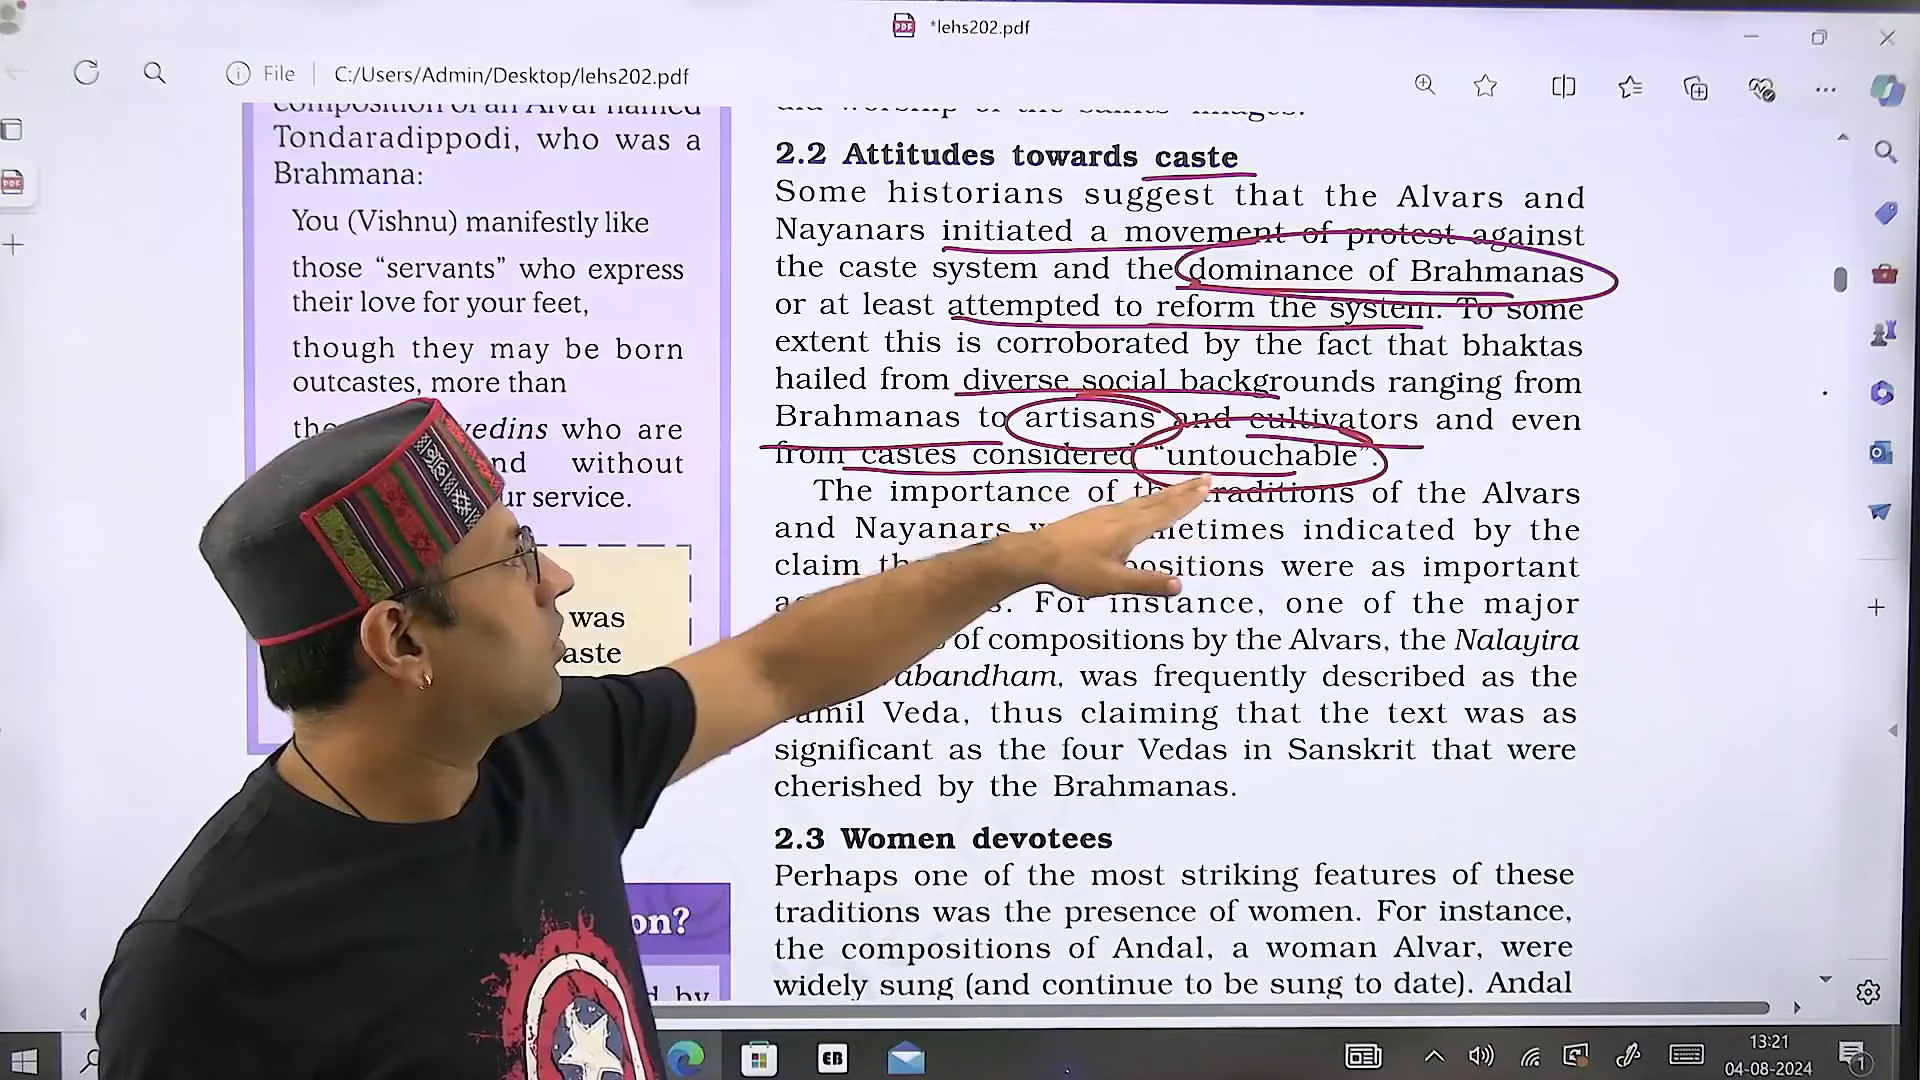 *lehs202.pdf
File
C:/Users/Admin/Desktop/lehs202.pdf
composition of an Alvar named
Tondaradippodi, who was a
Brahmana:
You (Vishnu) manifestly like
those “servants” who express
their love for your feet,
though they may be born
outcastes, more than
vedins who are
without
service.
was
on?
by
images.
2.2 Attitudes towards caste
Some historians suggest that the Alvars and
Nayanars initiated a movement of protest against
the caste system and the dominance of Brahmanas
or at least attempted to reform the system. To some
extent this is corroborated by the fact that bhaktas
hailed from diverse social backgrounds ranging from
Brahmanas to artisans and cultivators and even
from castes considered “untouchable”.
The importance of the traditions of the Alvars
and Nayanars sometimes indicated by the
claim were as important
For instance, one of the major
of compositions by the Alvars, the Nalayira
was frequently described as the
Tamil Veda, thus claiming that the text was as
significant as the four Vedas in Sanskrit that were
cherished by the Brahmanas.
2.3 Women devotees
Perhaps one of the most striking features of these
traditions was the presence of women. For instance,
the compositions of Andal, a woman Alvar, were
widely sung (and continue to be sung to date). Andal
13:21
04-08-2024